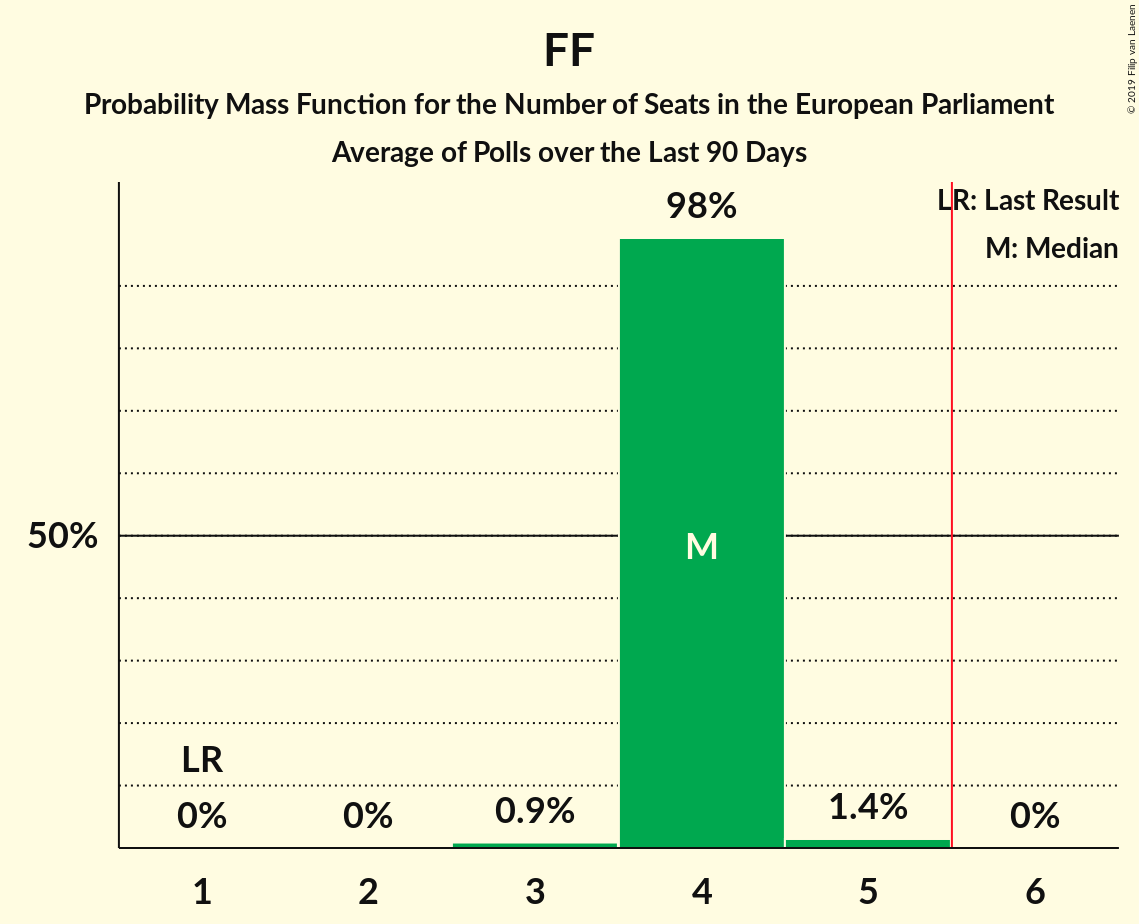 FF
Probability Mass Function for the Number of Seats in the European Parliament
Average of Polls over the Last 90 Days
© 2019 Filip van Laenen
LR: Last Result
M: Median
98%
50%
M
LR
0%
0%
0.9%
1.4%
0%
1
2
3
4
5
6